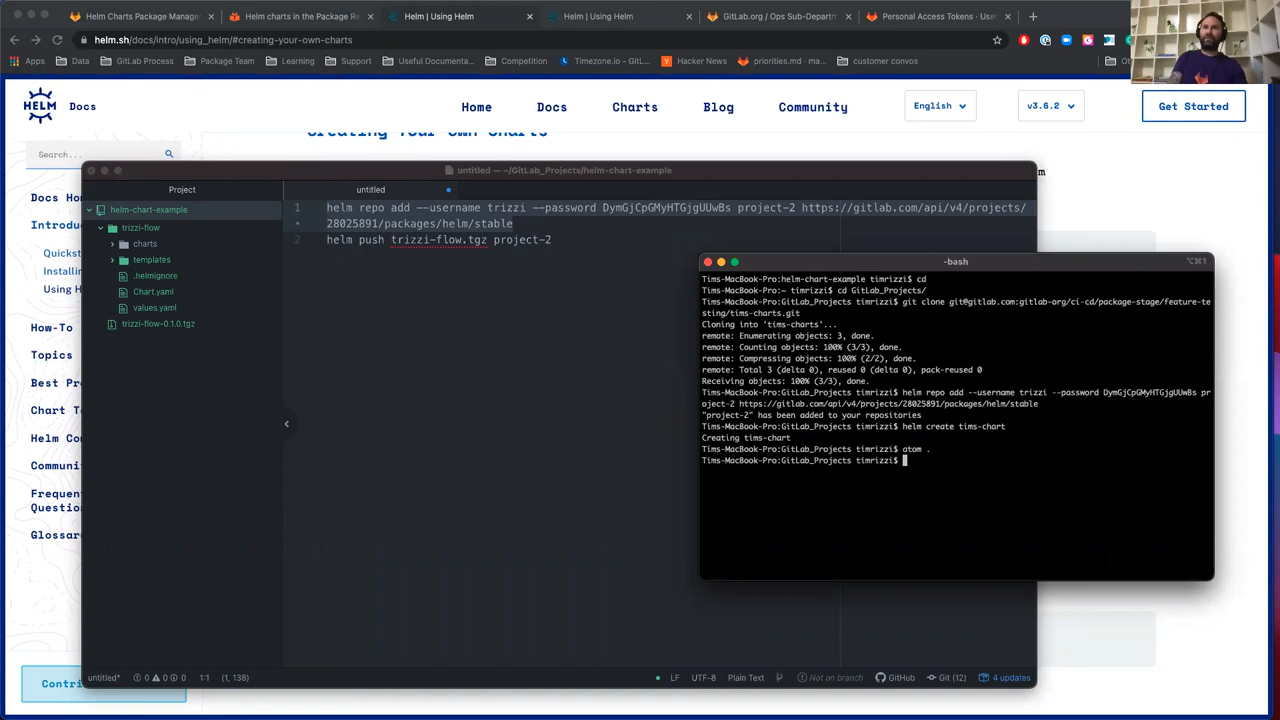 Helm Charts Package Manage
Helm charts in the Package Re
Helm | Using Helm
Helm | Using Helm
GitLab.org / Ops Sub-Departm
Personal Access Tokens · Use
helm.sh/docs/intro/using_helm/#creating-your-own-charts
Apps
Data
GitLab Process
Package Team
Learning
Support
Useful Documenta...
Competition
Timezone.io - GitL...
Hacker News
priorities.md · ma...
customer convos
HELM
Docs
Home
Docs
Charts
Blog
Community
English
v3.6.2
Get Started
Creating Your Own Charts
Search...
Docs Hom
Introduc
Quickst
Installin
Using H
How-To
Topics
Best Pr
Chart T
Helm Co
Communi
Frequen
Questio
Glossar
Contri
m
untitled — ~/GitLab_Projects/helm-chart-example
Project
untitled
helm-chart-example
trizzi-flow
charts
templates
.helmignore
Chart.yaml
values.yaml
trizzi-flow-0.1.0.tgz
1 helm repo add --username trizzi --password DymGjCpGMyHTGjgUUwBs project-2 https://gitlab.com/api/v4/projects/
• 28025891/packages/helm/stable
2 helm push trizzi-flow.tgz project-2
untitled*
0 0 0
1:1
(1, 138)
LF
UTF-8
Plain Text
Not on branch
GitHub
Git (12)
4 updates
-bash
⌥⌘1
Tims-MacBook-Pro:helm-chart-example timrizzi$ cd
Tims-MacBook-Pro:~ timrizzi$ cd GitLab_Projects/
Tims-MacBook-Pro:GitLab_Projects timrizzi$ git clone git@gitlab.com:gitlab-org/ci-cd/package-stage/feature-te
sting/tims-charts.git
Cloning into 'tims-charts'...
remote: Enumerating objects: 3, done.
remote: Counting objects: 100% (3/3), done.
remote: Compressing objects: 100% (2/2), done.
remote: Total 3 (delta 0), reused 0 (delta 0), pack-reused 0
Receiving objects: 100% (3/3), done.
Tims-MacBook-Pro:GitLab_Projects timrizzi$ helm repo add --username trizzi --password DymGjCpGMyHTGjgUUwBs pr
oject-2 https://gitlab.com/api/v4/projects/28025891/packages/helm/stable
"project-2" has been added to your repositories
Tims-MacBook-Pro:GitLab_Projects timrizzi$ helm create tims-chart
Creating tims-chart
Tims-MacBook-Pro:GitLab_Projects timrizzi$ atom .
Tims-MacBook-Pro:GitLab_Projects timrizzi$